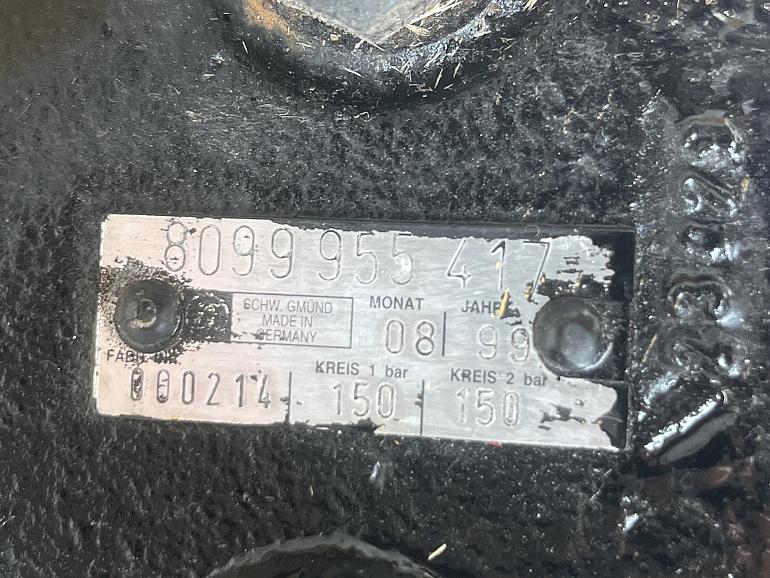 8099 955 417
SCHW. GMÜND
MADE IN
GERMANY
MONAT JAHR
08 99
KREIS 1 bar KREIS 2 bar
000214 150 150